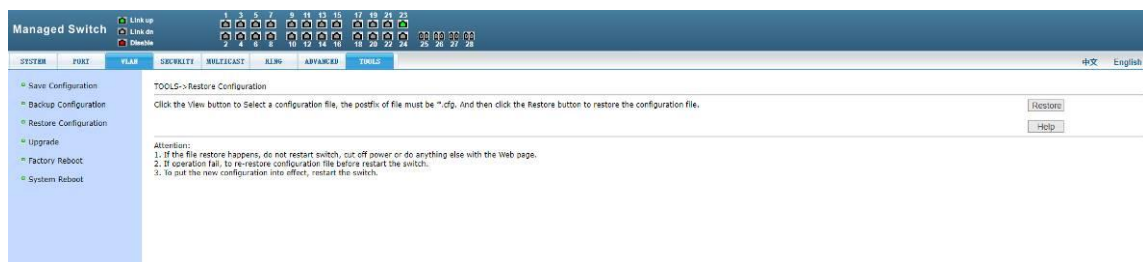 Managed Switch
Link up
Link dn
Disable
1 3 5 7 9 11 13 15 17 19 21 23
2 4 6 8 10 12 14 16 18 20 22 24 25 26 27 28
SYSTEM PORT VLAN SECURITY MULTICAST RING ADVANCED TOOLS 中文 English
Save Configuration
Backup Configuration
Restore Configuration
Upgrade
Factory Reboot
System Reboot
TOOLS->Restore Configuration
Click the View button to Select a configuration file, the postfix of file must be ".cfg. And then click the Restore button to restore the configuration file.
Restore
Help
Attention:
1. If the file restore happens, do not restart switch, cut off power or do anything else with the Web page.
2. If operation fail, to re-restore configuration file before restart the switch.
3. To put the new configuration into effect, restart the switch.